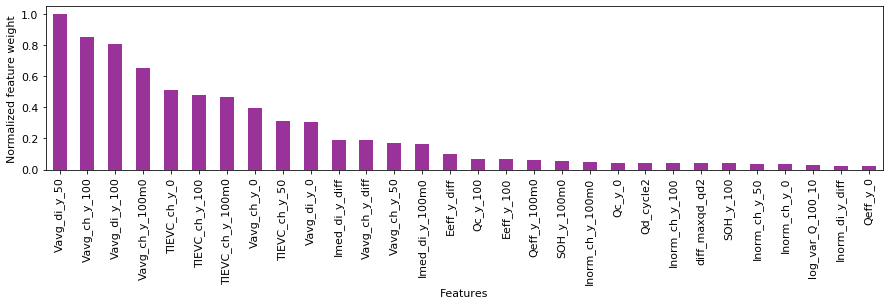 Normalized feature weight
1.0
0.8
0.6
0.4
0.2
0.0
Vavg_di_y_50
Vavg_ch_y_100
Vavg_di_y_100
Vavg_ch_y_100m0
TIEVC_ch_y_0
TIEVC_ch_y_100
TIEVC_ch_y_100m0
Vavg_ch_y_0
TIEVC_ch_y_50
Vavg_di_y_0
Imed_di_y_diff
Vavg_ch_y_diff
Vavg_ch_y_50
Imed_di_y_100m0
Eeff_y_diff
Qc_y_100
Eeff_y_100
Qeff_y_100m0
SOH_y_100m0
Inorm_ch_y_100m0
Qc_y_0
Qd_cycle2
Inorm_ch_y_100
diff_maxqd_qd2
SOH_y_100
Inorm_ch_y_50
Inorm_ch_y_0
log_var_Q_100_10
Inorm_di_y_diff
Qeff_y_0
Features